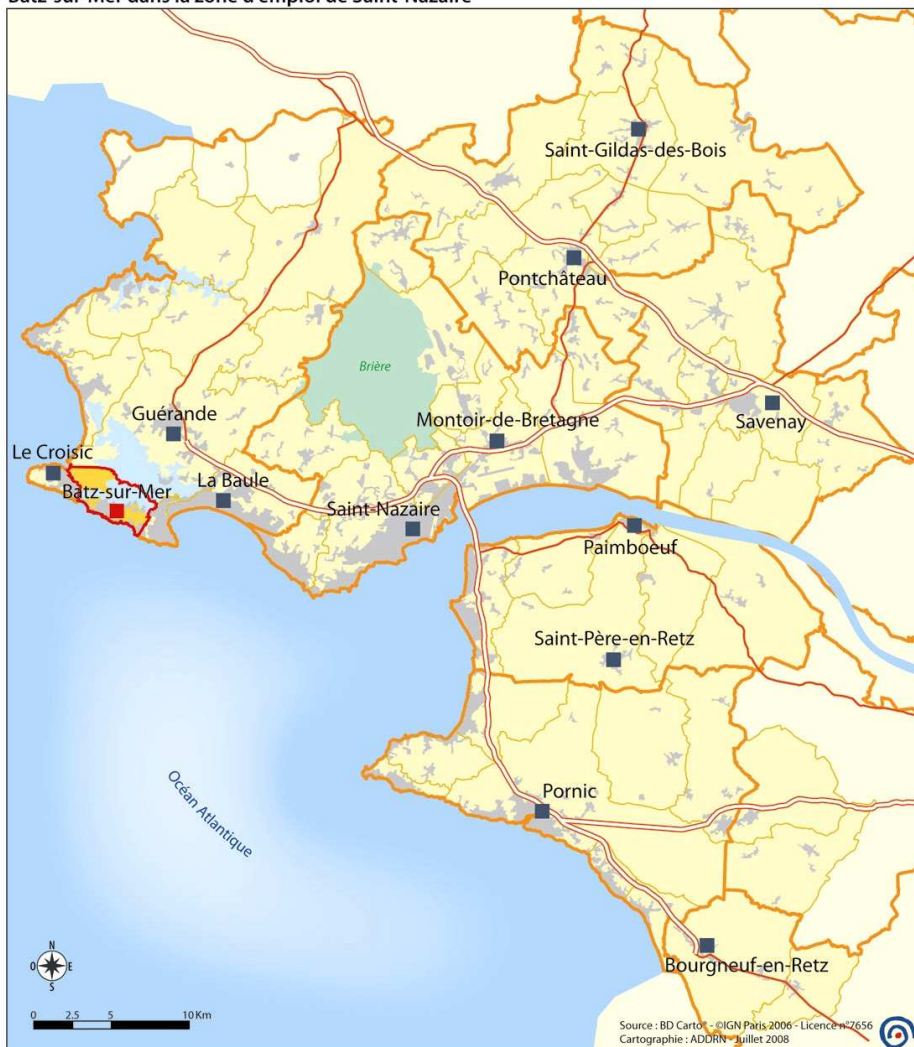 Batz-sur-Mer dans la zone d'emploi de Saint-Nazaire
Saint-Gildas-des-Bois
Pontchâteau
Brière
Guérande
Montoir-de-Bretagne
Savenay
Le Croisic
La Baule
Batz-sur-Mer
Saint-Nazaire
Paimboeuf
Saint-Père-en-Retz
Océan Atlantique
Pornic
Bourgneuf-en-Retz
N
O E
S
0 2.5 5 10 Km
Source : BD Carto® - ©IGN Paris 2006 - Licence n°7656
Cartographie : ADDRN - Juillet 2008